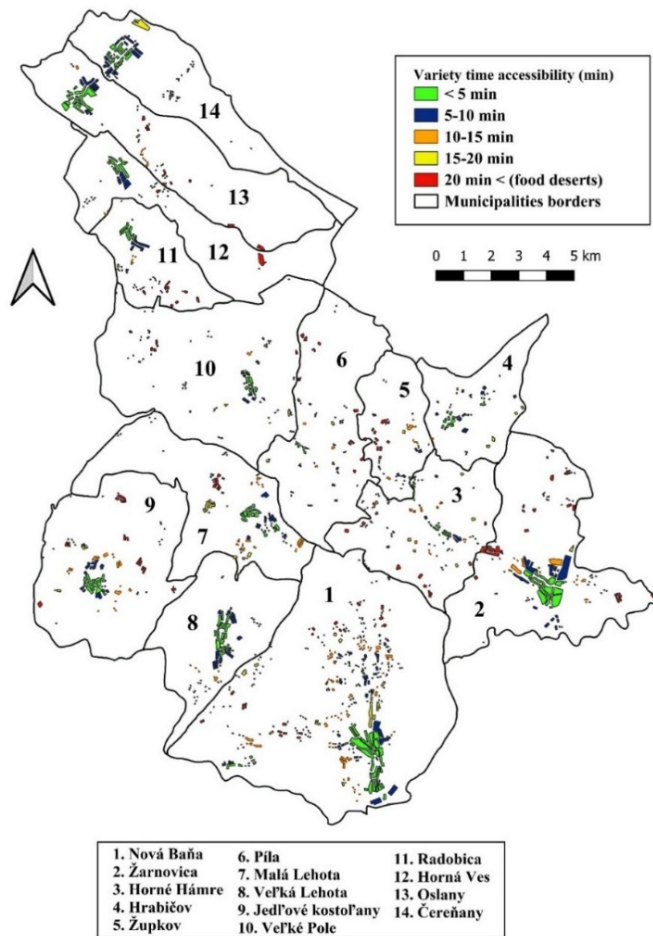 Variety time accessibility (min)
< 5 min
5-10 min
10-15 min
15-20 min
20 min < (food deserts)
Municipalities borders
0 1 2 3 4 5 km
14
13
12
11
10
6
5
4
9
7
3
8
1
2
1. Nová Baňa
2. Žarnovica
3. Horné Hámre
4. Hrabičov
5. Župkov
6. Píla
7. Malá Lehota
8. Veľká Lehota
9. Jedľové kostoľany
10. Veľké Pole
11. Radobica
12. Horná Ves
13. Oslany
14. Čereňany